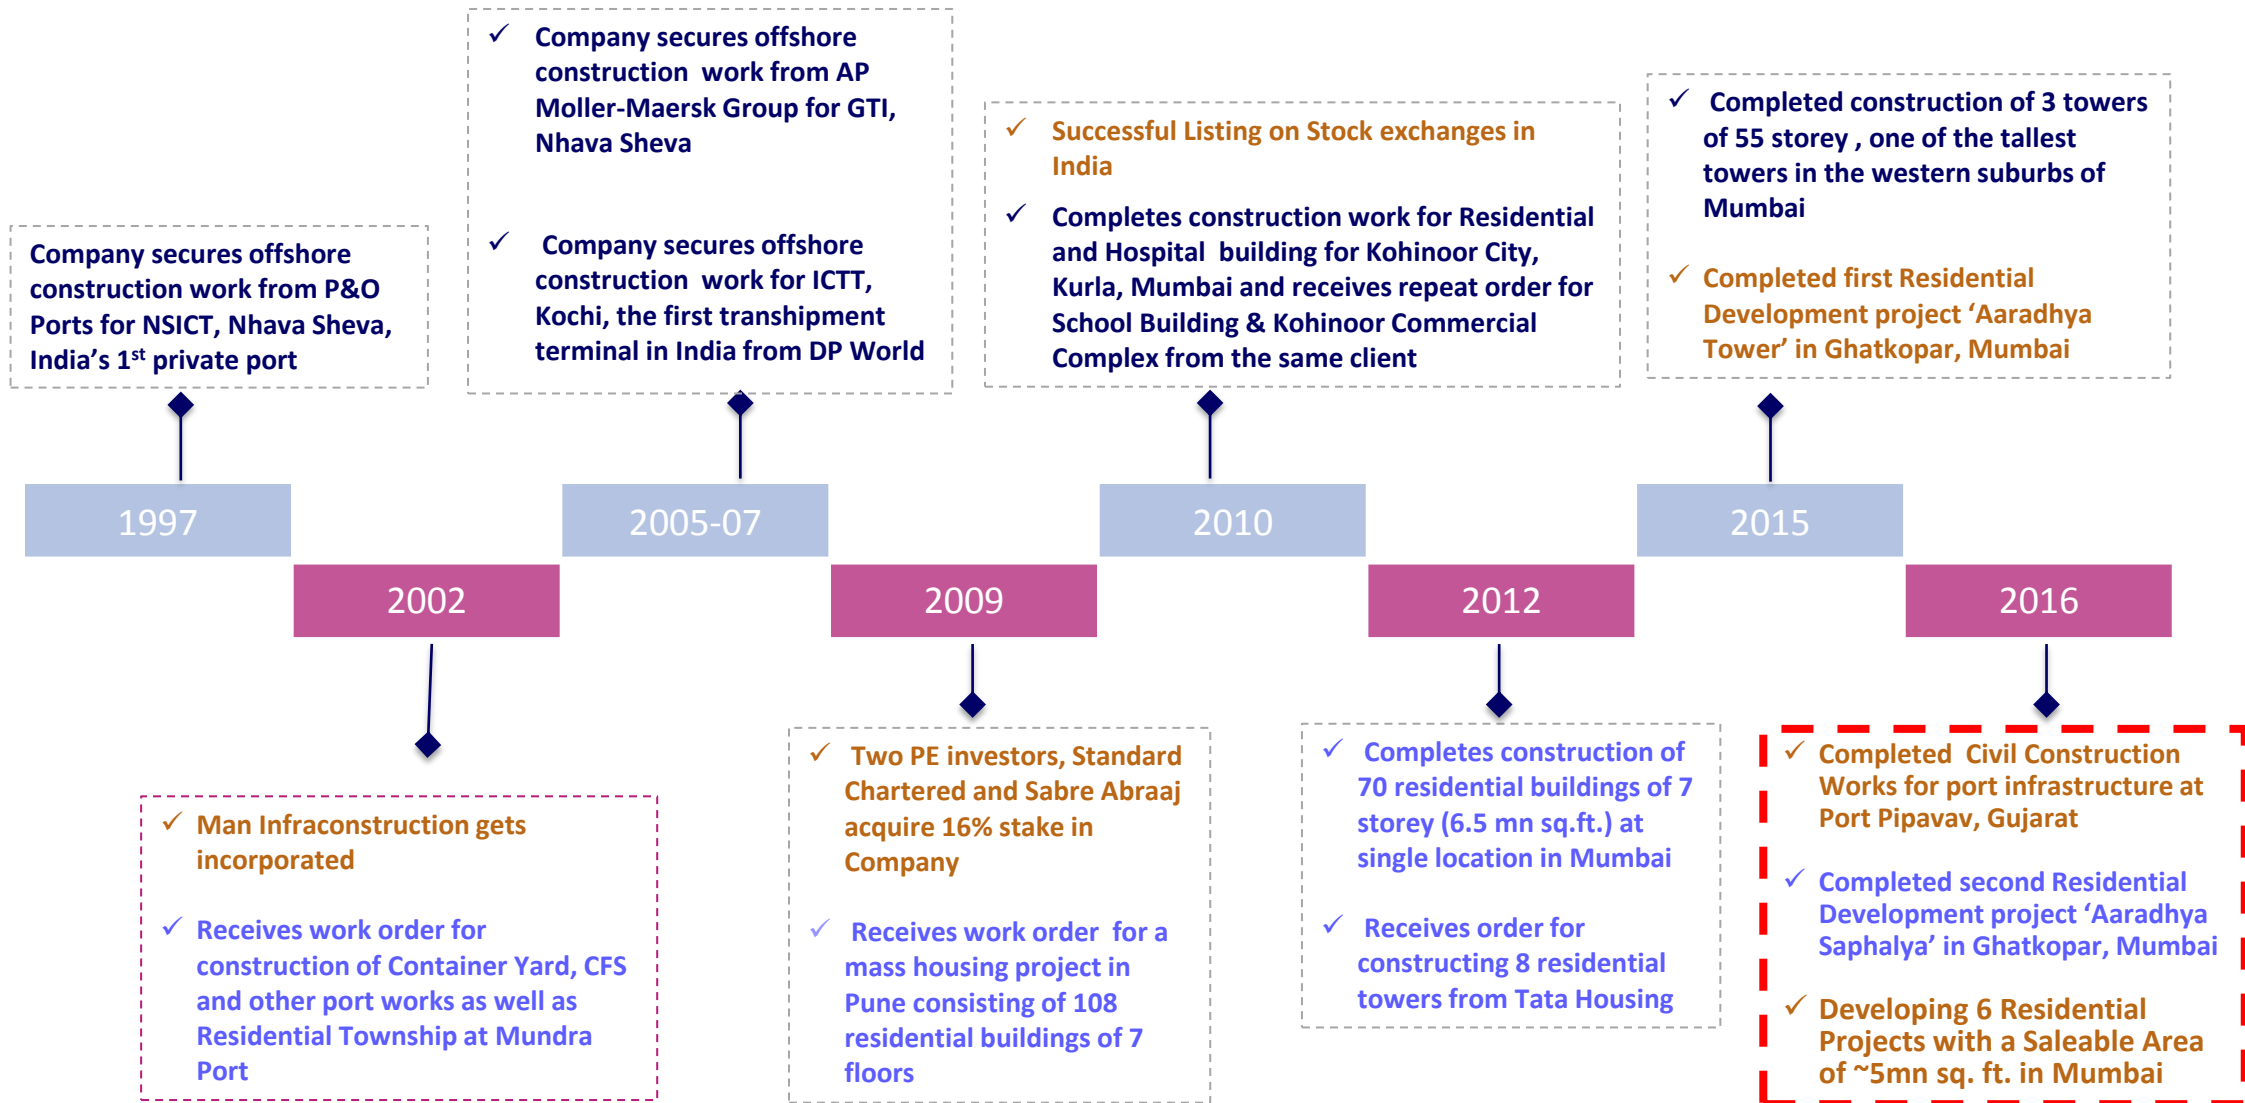 ✓ Company secures offshore
construction work from AP
Moller-Maersk Group for GTI,
Nhava Sheva
✓ Company secures offshore
construction work for ICTT,
Kochi, the first transhipment
terminal in India from DP World
✓ Successful Listing on Stock exchanges in
India
✓ Completes construction work for Residential
and Hospital building for Kohinoor City,
Kurla, Mumbai and receives repeat order for
School Building & Kohinoor Commercial
Complex from the same client
✓ Completed construction of 3 towers
of 55 storey , one of the tallest
towers in the western suburbs of
Mumbai
✓ Completed first Residential
Development project ‘Aaradhya
Tower’ in Ghatkopar, Mumbai
Company secures offshore
construction work from P&O
Ports for NSICT, Nhava Sheva,
India’s 1st private port
1997
2005-07
2010
2015
2002
2009
2012
2016
✓ Man Infraconstruction gets
incorporated
✓ Receives work order for
construction of Container Yard, CFS
and other port works as well as
Residential Township at Mundra
Port
✓ Two PE investors, Standard
Chartered and Sabre Abraaj
acquire 16% stake in
Company
✓ Receives work order for a
mass housing project in
Pune consisting of 108
residential buildings of 7
floors
✓ Completes construction of
70 residential buildings of 7
storey (6.5 mn sq.ft.) at
single location in Mumbai
✓ Receives order for
constructing 8 residential
towers from Tata Housing
✓ Completed Civil Construction
Works for port infrastructure at
Port Pipavav, Gujarat
✓ Completed second Residential
Development project ‘Aaradhya
Saphalya’ in Ghatkopar, Mumbai
✓ Developing 6 Residential
Projects with a Saleable Area
of ~5mn sq. ft. in Mumbai